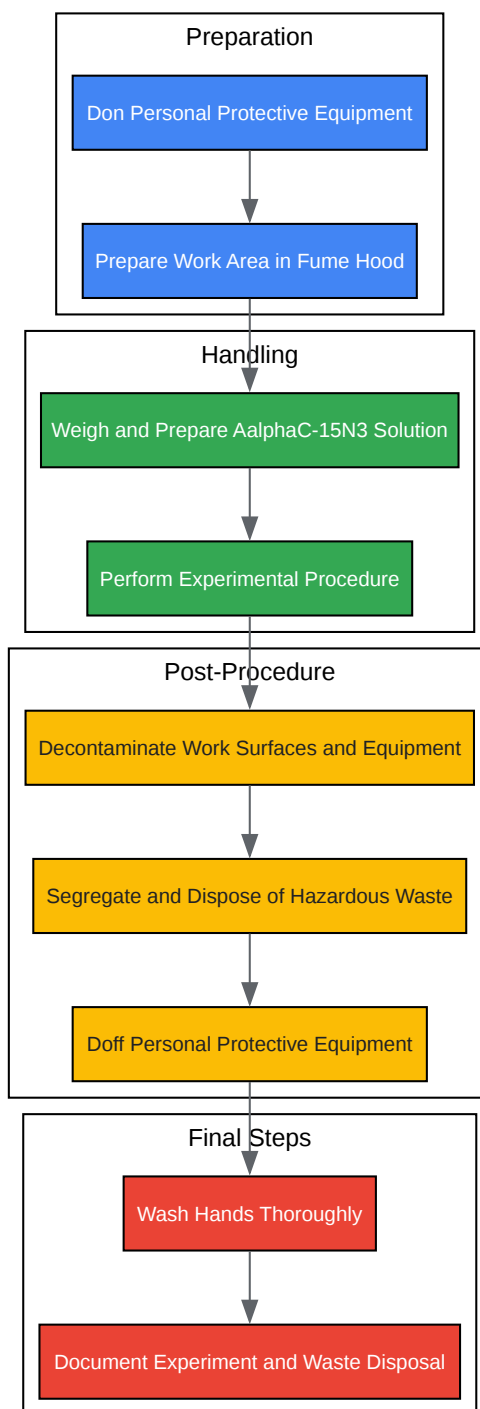 Preparation
Don Personal Protective Equipment
Prepare Work Area in Fume Hood
Handling
Weigh and Prepare AalphaC-15N3 Solution
Perform Experimental Procedure
Post-Procedure
Decontaminate Work Surfaces and Equipment
Segregate and Dispose of Hazardous Waste
Doff Personal Protective Equipment
Final Steps
Wash Hands Thoroughly
Document Experiment and Waste Disposal